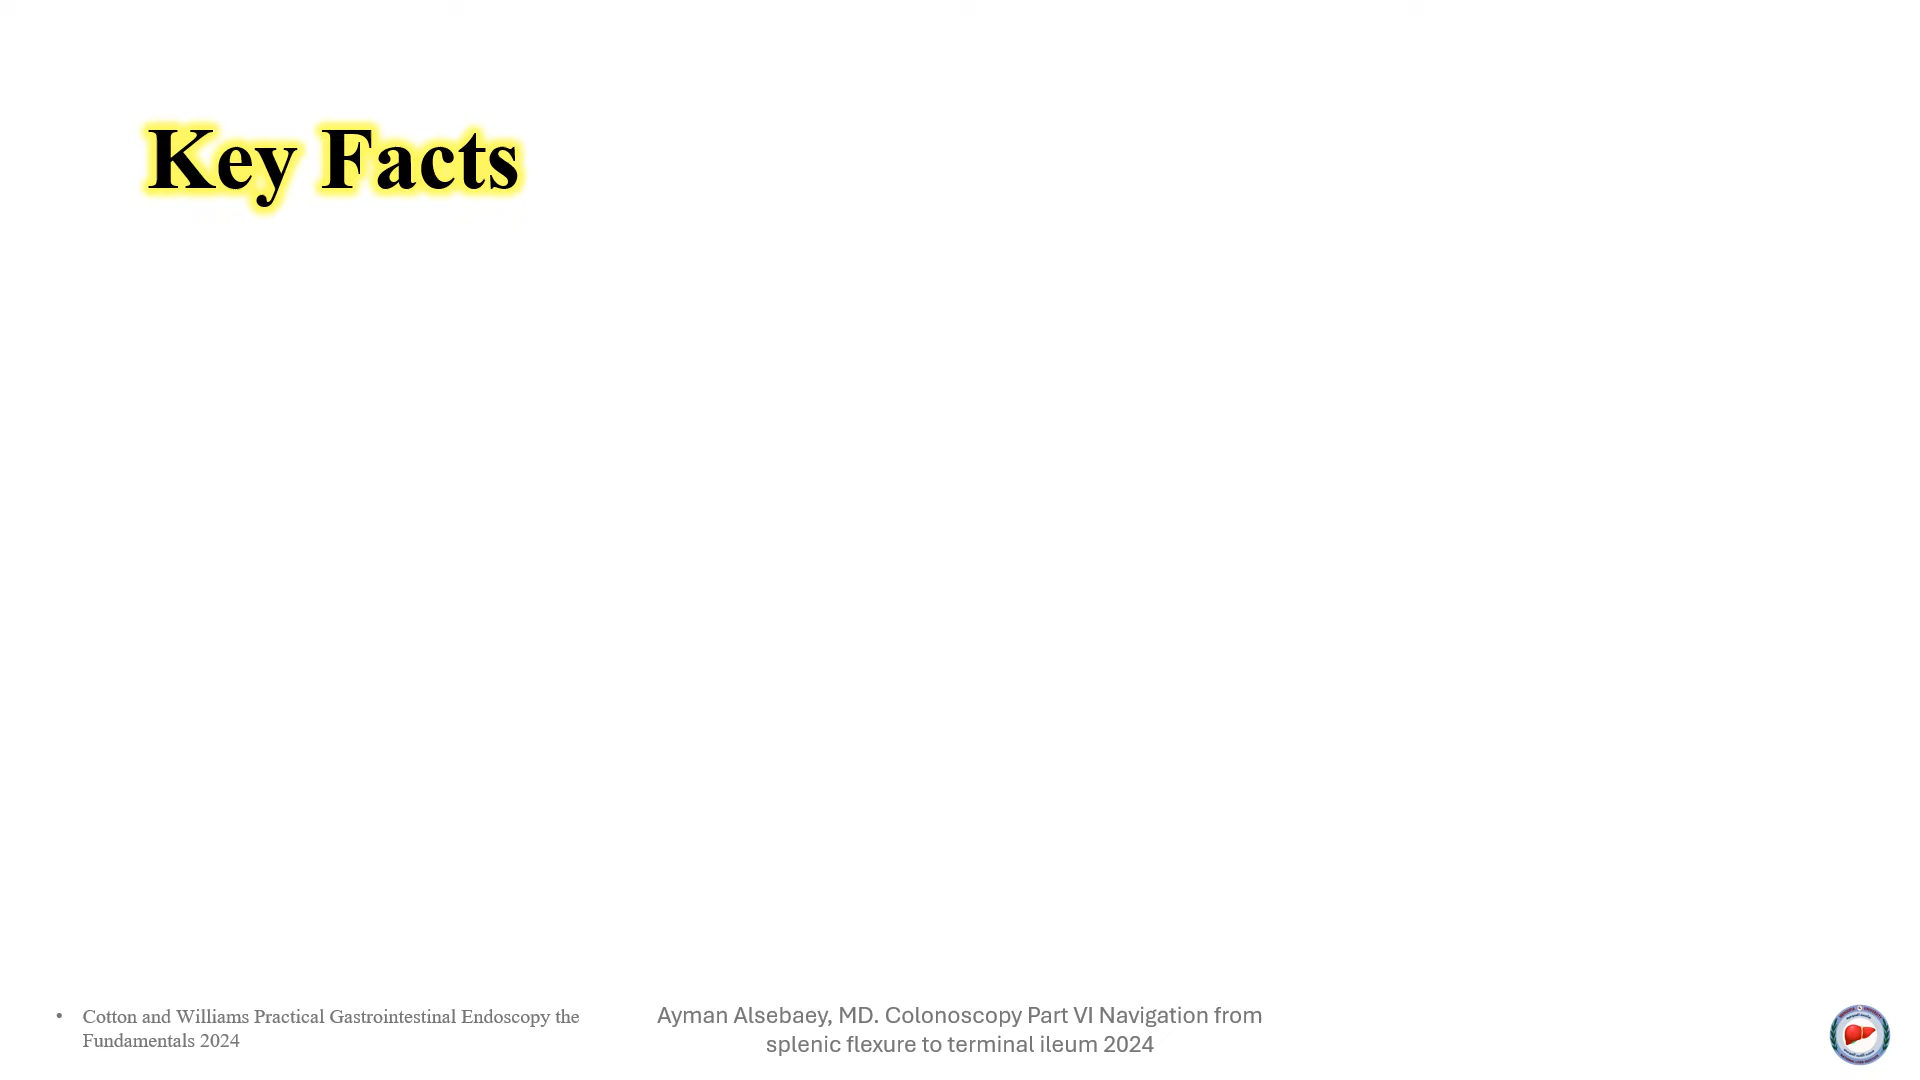 Key Facts
• Cotton and Williams Practical Gastrointestinal Endoscopy the
Fundamentals 2024
Ayman Alsebaey, MD. Colonoscopy Part VI Navigation from
splenic flexure to terminal ileum 2024